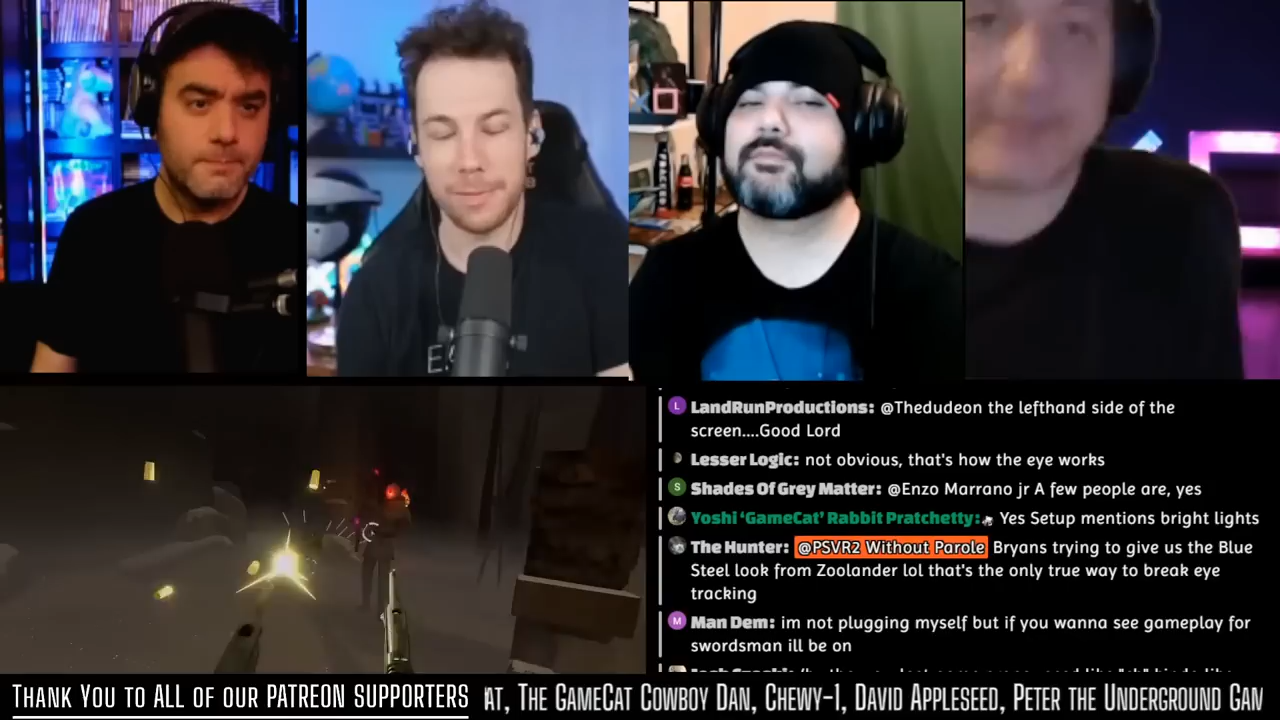 LandRunProductions: @Thedudeon the lefthand side of the
screen....Good Lord
Lesser Logic: not obvious, that's how the eye works
Shades Of Grey Matter: @Enzo Marrano jr A few people are, yes
Yoshi 'GameCat' Rabbit Pratchetty: Yes Setup mentions bright lights
The Hunter: @PSVR2 Without Parole Bryans trying to give us the Blue
Steel look from Zoolander lol that's the only true way to break eye
tracking
Man Dem: im not plugging myself but if you wanna see gameplay for
swordsman ill be on
Thank You to ALL of our PATREON SUPPORTERS AT, The GameCat Cowboy Dan, Chewy-1, David Appleseed, Peter the Underground Gan